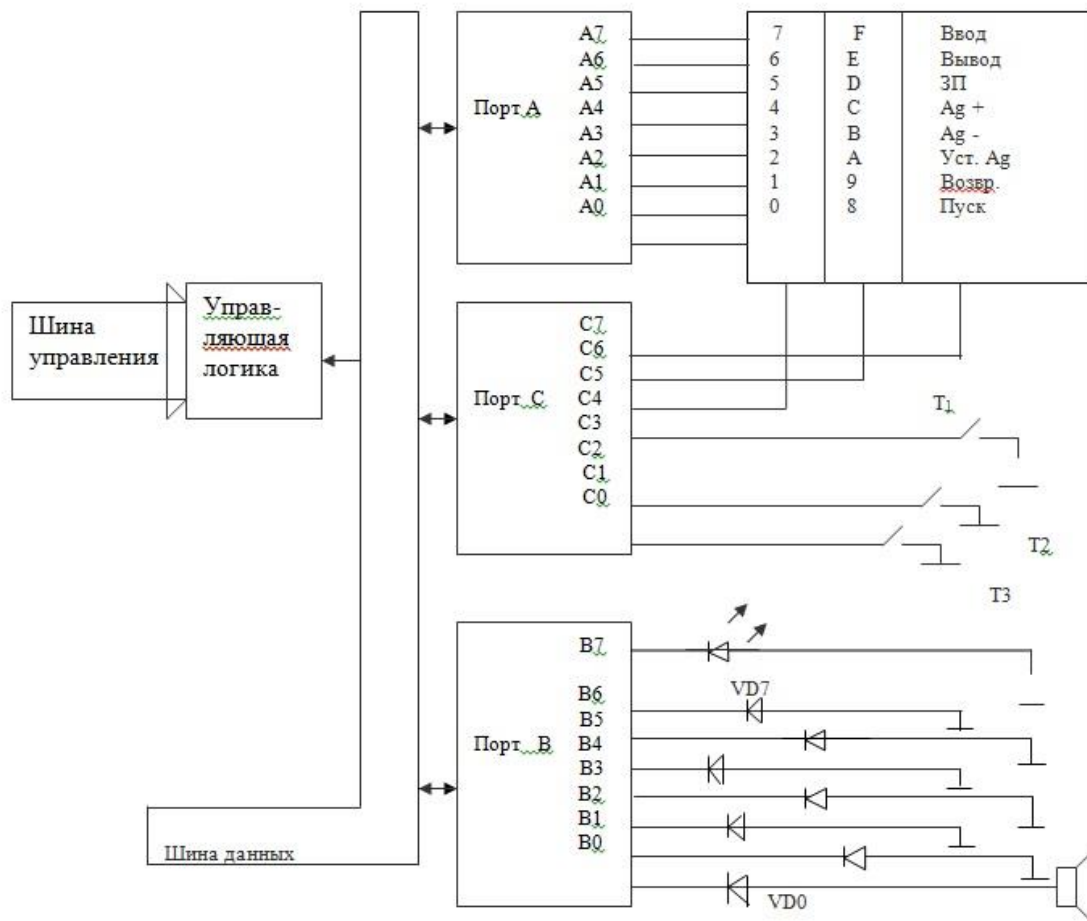 A7
A6
A5
Порт А A4
A3
A2
A1
A0
7 F Ввод
6 E Вывод
5 D ЗП
4 C Ag +
3 B Ag -
2 A Уст. Ag
1 9 Возвр.
0 8 Пуск
Шина
управления
Управ-
ляющая
логика
C7
C6
C5
Порт С C4
C3
C2
C1
C0
T1
T2
T3
B7
B6
B5
Порт В B4
B3
B2
B1
B0
VD7
VD0
Шина данных